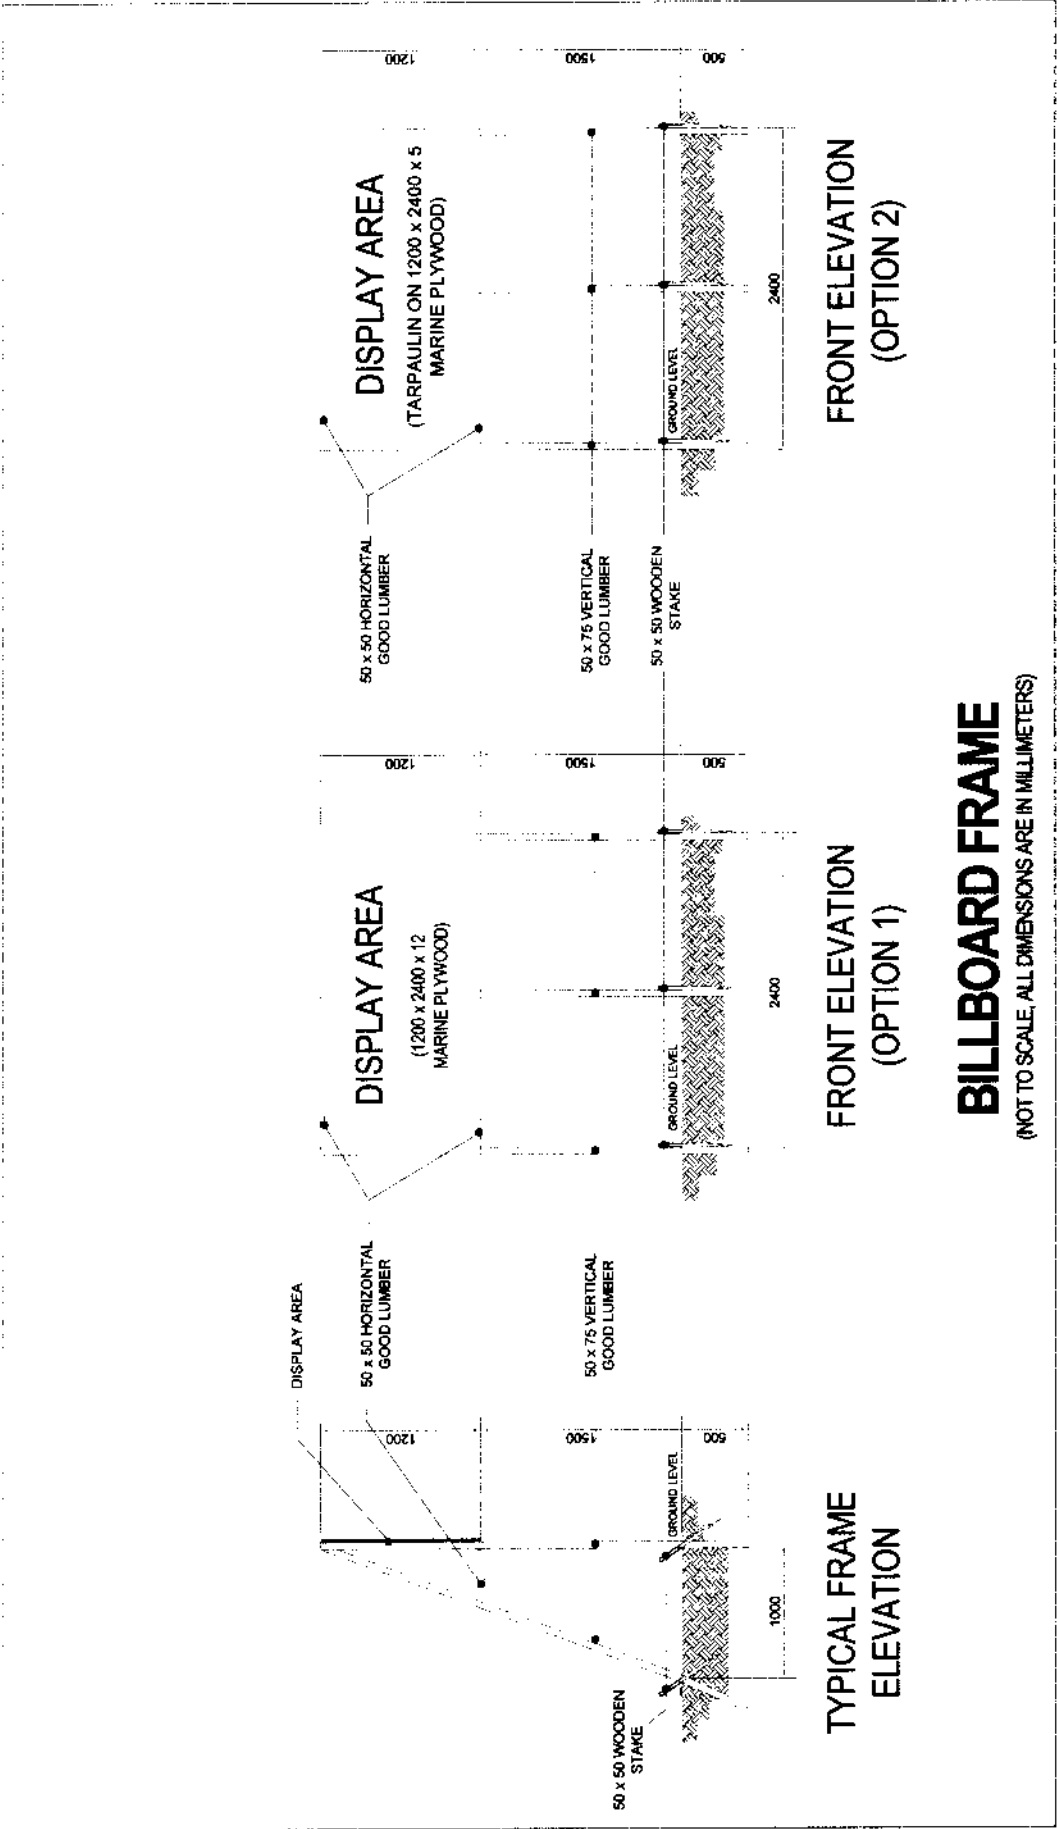 DISPLAY AREA
50 x 50 HORIZONTAL
GOOD LUMBER
1200
50 x 75 VERTICAL
GOOD LUMBER
1500
GROUND LEVEL
500
50 x 50 WOODEN
STAKE
1000
TYPICAL FRAME
ELEVATION
DISPLAY AREA
(1200 x 2400 x 12
MARINE PLYWOOD)
1200
1500
GROUND LEVEL
500
2400
FRONT ELEVATION
(OPTION 1)
50 x 50 HORIZONTAL
GOOD LUMBER
50 x 75 VERTICAL
GOOD LUMBER
50 x 50 WOODEN
STAKE
DISPLAY AREA
(TARPAULIN ON 1200 x 2400 x 5
MARINE PLYWOOD)
1200
1500
GROUND LEVEL
500
2400
FRONT ELEVATION
(OPTION 2)
BILLBOARD FRAME
(NOT TO SCALE, ALL DIMENSIONS ARE IN MILLIMETERS)